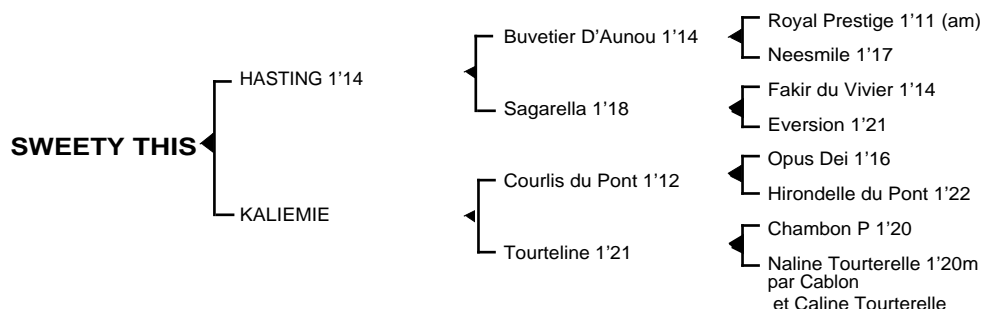 SWEETY THIS
HASTING 1’14
KALIEMIE
Buvetier D’Aunou 1’14
Sagarella 1’18
Courlis du Pont 1’12
Tourteline 1’21
Royal Prestige 1’11 (am)
Neesmile 1’17
Fakir du Vivier 1’14
Eversion 1’21
Opus Dei 1’16
Hirondelle du Pont 1’22
Chambon P 1’20
Naline Tourterelle 1’20m
par Cablon
et Caline Tourterelle